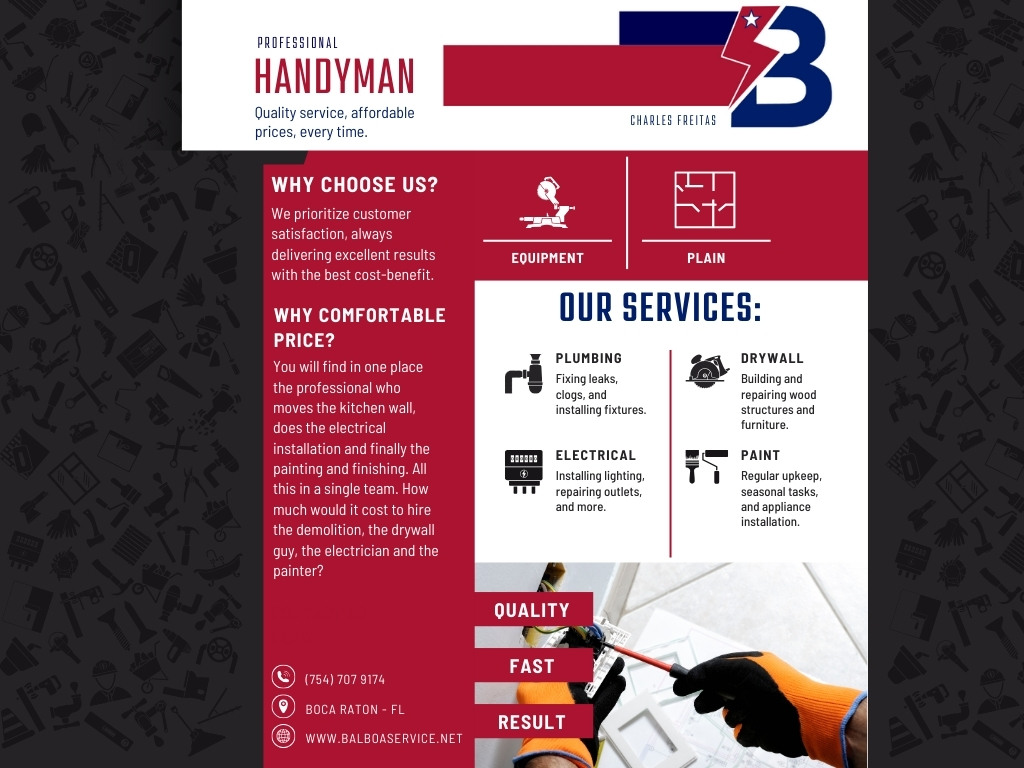 PROFESSIONAL
HANDYMAN
Quality service, affordable
prices, every time.
B
CHARLES FREITAS
WHY CHOOSE US?
We prioritize customer
satisfaction, always
delivering excellent results
with the best cost-benefit.
WHY COMFORTABLE
PRICE?
You will find in one place
the professional who
moves the kitchen wall,
does the electrical
installation and finally the
painting and finishing. All
this in a single team. How
much would it cost to hire
the demolition, the drywall
guy, the electrician and the
painter?
(754) 707 9174
BOCA RATON - FL
WWW.BALBOASERVICE.NET
EQUIPMENT
PLAIN
OUR SERVICES:
PLUMBING
Fixing leaks,
clogs, and
installing fixtures.
DRYWALL
Building and
repairing wood
structures and
furniture.
ELECTRICAL
Installing lighting,
repairing outlets,
and more.
PAINT
Regular upkeep,
seasonal tasks,
and appliance
installation.
QUALITY
FAST
RESULT